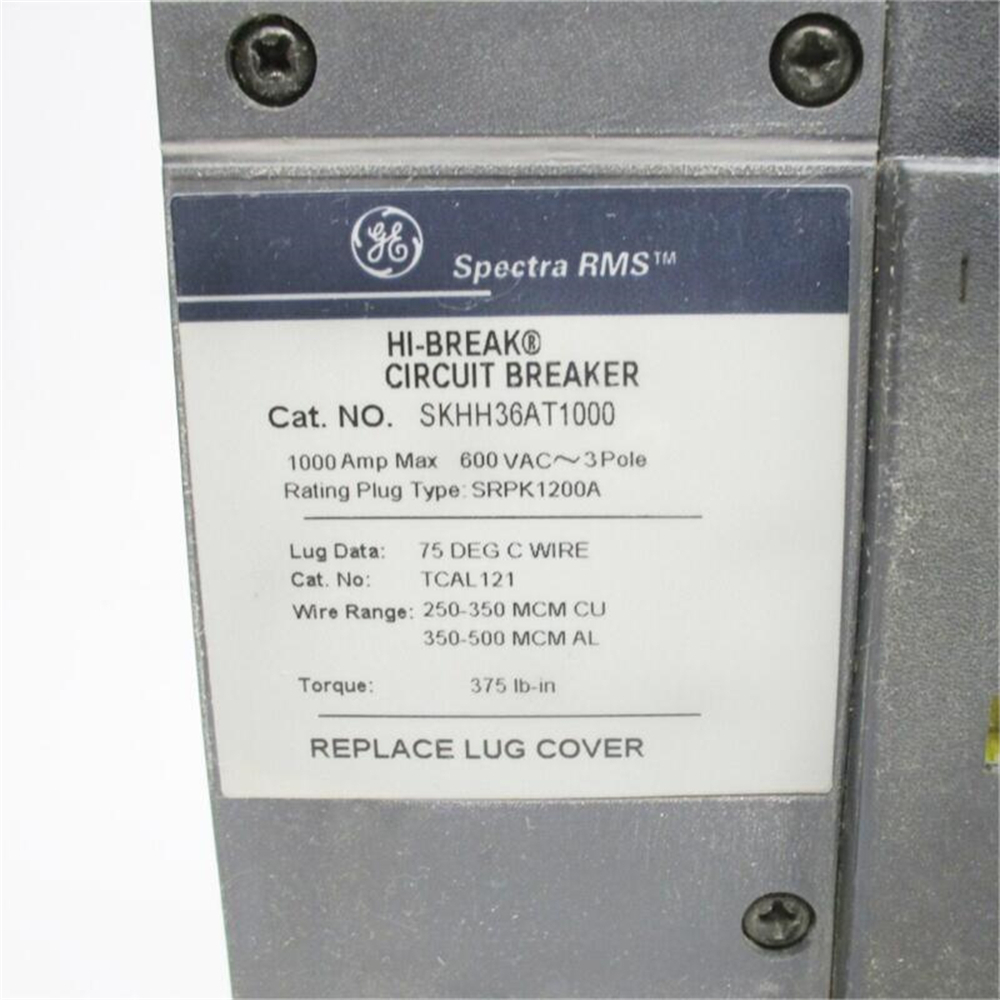 GE
Spectra RMS™
HI-BREAK®
CIRCUIT BREAKER
Cat. NO. SKHH36AT1000
1000 Amp Max 600 VAC~3 Pole
Rating Plug Type: SRPK1200A
Lug Data: 75 DEG C WIRE
Cat. No: TCAL121
Wire Range: 250-350 MCM CU
350-500 MCM AL
Torque: 375 lb-in
REPLACE LUG COVER